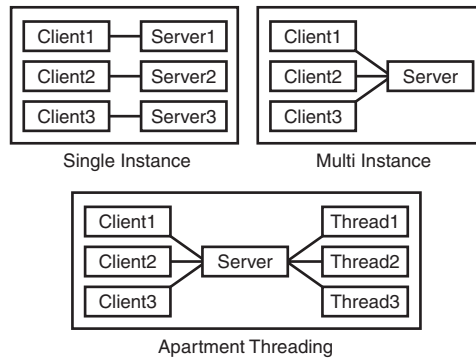 Client1 Server1
Client2 Server2
Client3 Server3
Single Instance
Client1
Client2 Server
Client3
Multi Instance
Client1 Thread1
Client2 Server Thread2
Client3 Thread3
Apartment Threading